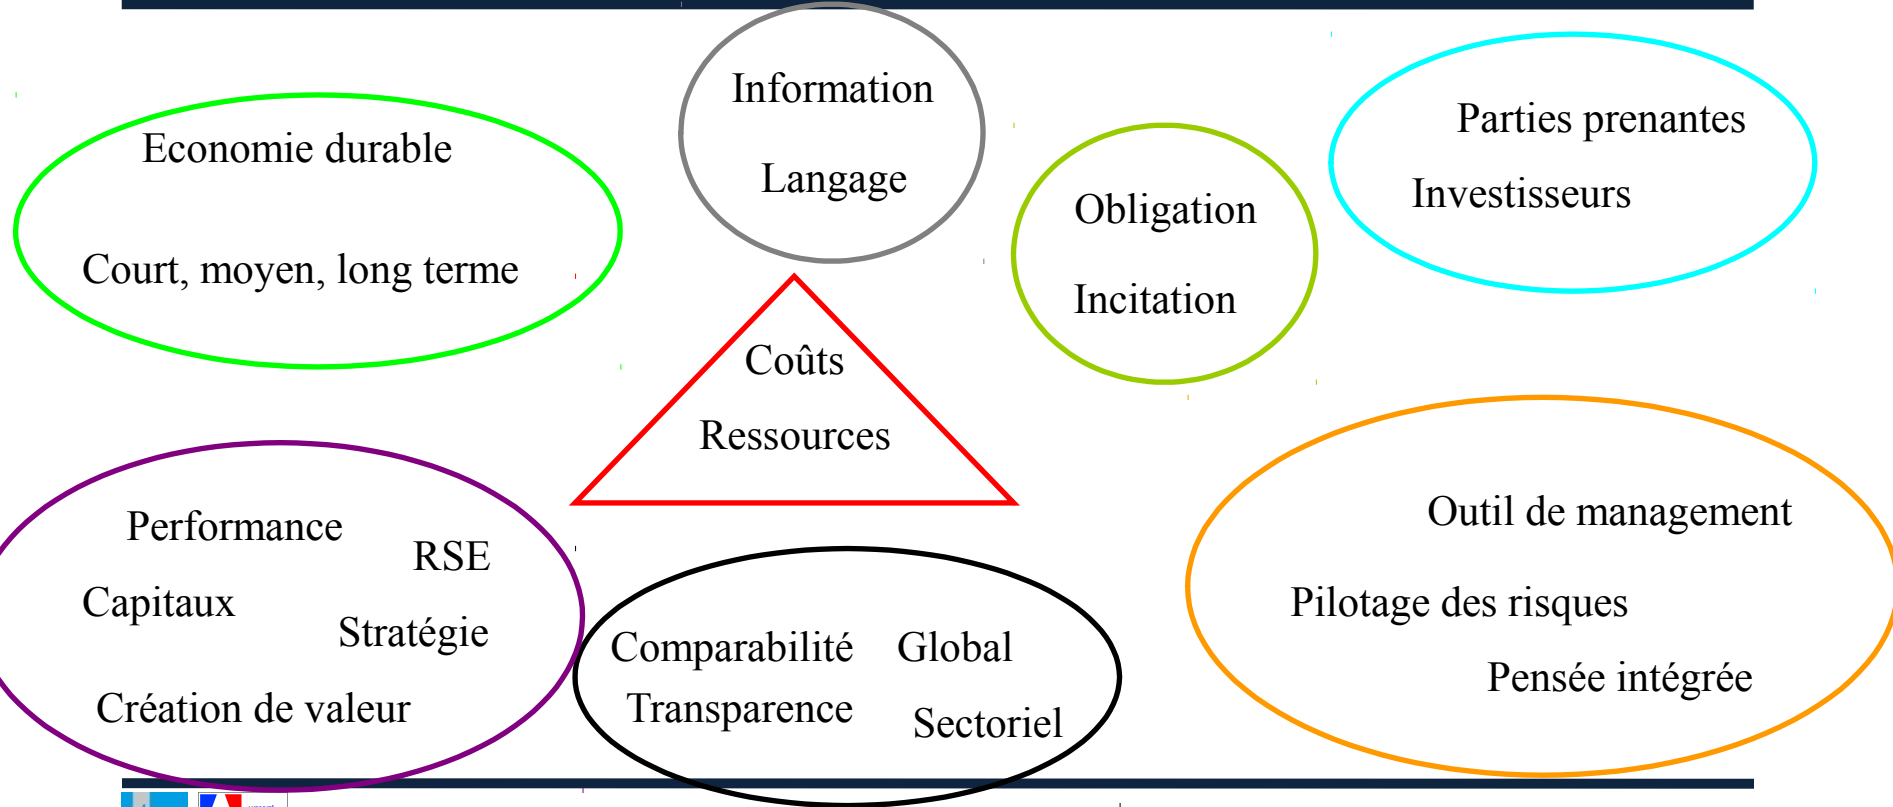 Information
Langage
Economie durable
Court, moyen, long terme
Obligation
Incitation
Parties prenantes
Investisseurs
Coûts
Ressources
Performance
RSE
Capitaux
Stratégie
Création de valeur
Comparabilité
Global
Transparence
Sectoriel
Outil de management
Pilotage des risques
Pensée intégrée